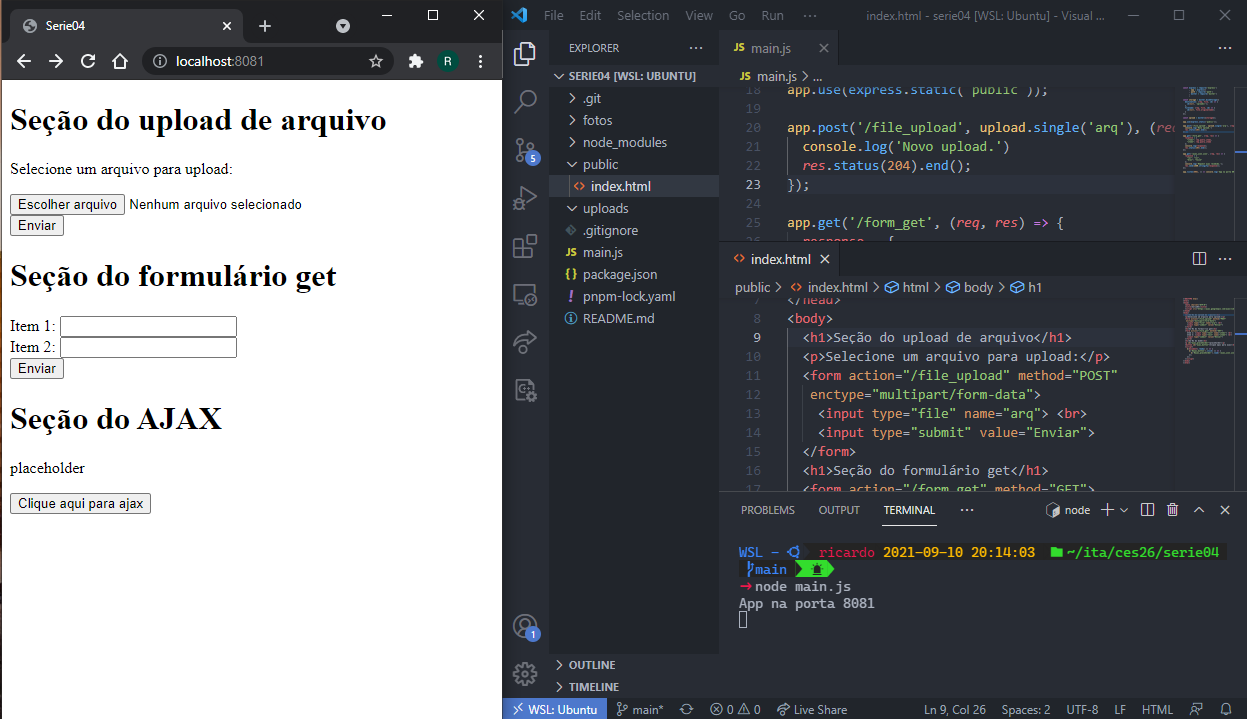 Serie04
localhost:8081
R
Seção do upload de arquivo
Selecione um arquivo para upload:
Escolher arquivo Nenhum arquivo selecionado
Enviar
Seção do formulário get
Item 1:
Item 2:
Enviar
Seção do AJAX
placeholder
Clique aqui para ajax
File Edit Selection View Go Run ··· index.html - serie04 [WSL: Ubuntu] - Visual ...
EXPLORER ···
SERIE04 [WSL: UBUNTU]
.git
fotos
node_modules
public
<> index.html
uploads
.gitignore
JS main.js
{} package.json
! pnpm-lock.yaml
README.md
OUTLINE
TIMELINE
5
1
JS main.js ···
JS main.js > ...
18 app.use(express.static('public'));
19
20 app.post('/file_upload', upload.single('arq'), (req
21 console.log('Novo upload.')
22 res.status(204).end();
23 });
24
25 app.get('/form_get', (req, res) => {
26 response = {
<> index.html ···
public > <> index.html > html > body > h1
7 </head>
8 <body>
9 <h1>Seção do upload de arquivo</h1>
10 <p>Selecione um arquivo para upload:</p>
11 <form action="/file_upload" method="POST"
12 enctype="multipart/form-data">
13 <input type="file" name="arq"> <br>
14 <input type="submit" value="Enviar">
15 </form>
16 <h1>Seção do formulário get</h1>
17 <form action="/form_get" method="GET">
PROBLEMS OUTPUT TERMINAL ··· node
WSL - ricardo 2021-09-10 20:14:03 ~/ita/ces26/serie04
main
→ node main.js
App na porta 8081
WSL: Ubuntu main* 0 0 Live Share Ln 9, Col 26 Spaces: 2 UTF-8 LF HTML